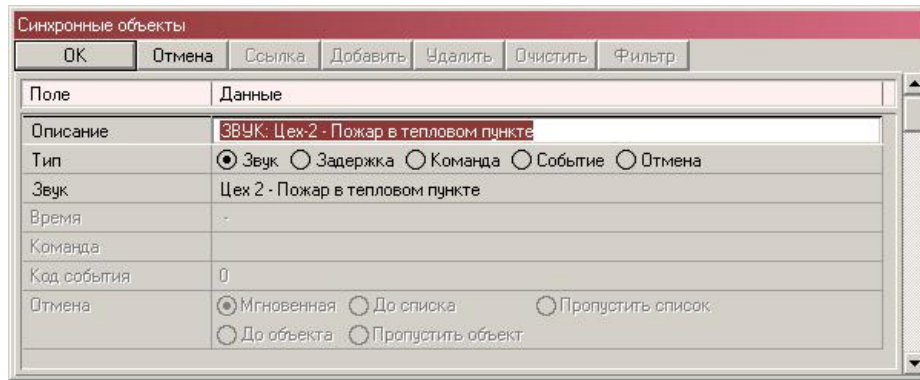 Синхронные объекты
OK Отмена Ссылка Добавить Удалить Очистить Фильтр
Поле Данные
Описание ЗВУК: Цех-2 - Пожар в тепловом пункте
Тип Звук Задержка Команда Событие Отмена
Звук Цех 2 - Пожар в тепловом пункте
Время -
Команда
Код события 0
Отмена Мгновенная До списка Пропустить список
До объекта Пропустить объект